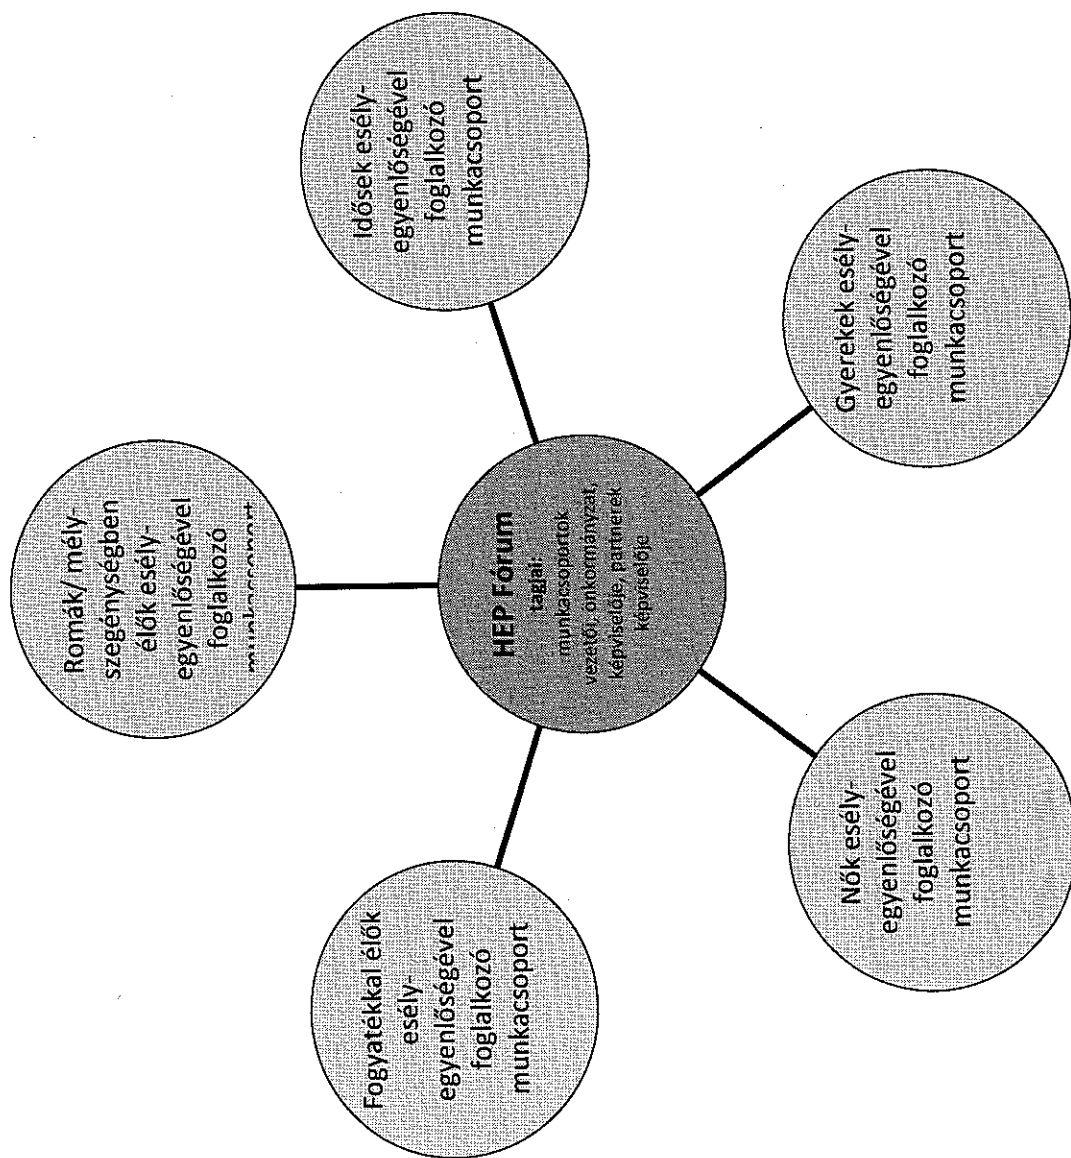 Romák/ mély-
szegénységben
élők esély-
egyenlőségével
foglalkozó
munkacsoport
Fogyatékkal élők
esély-
egyenlőségével
foglalkozó
munkacsoport
HEP Fórum
tagjai:
munkacsoportok
vezetői, önkormányzat,
képviselője, partnerek
képviselője
Idősek esély-
egyenlőségével
foglalkozó
munkacsoport
Nők esély-
egyenlőségével
foglalkozó
munkacsoport
Gyerekek esély-
egyenlőségével
foglalkozó
munkacsoport